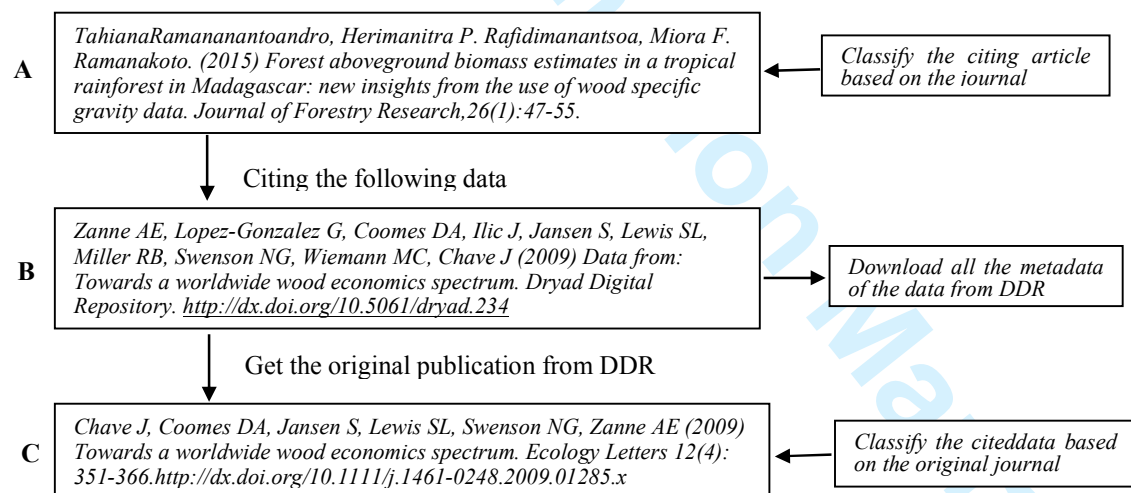 A
TahianaRamananantoandro, Herimanitra P. Rafidimanantsoa, Miora F.
Ramanakoto. (2015) Forest aboveground biomass estimates in a tropical
rainforest in Madagascar: new insights from the use of wood specific
gravity data. Journal of Forestry Research,26(1):47-55.
Classify the citing article
based on the journal
Citing the following data
B
Zanne AE, Lopez-Gonzalez G, Coomes DA, Ilic J, Jansen S, Lewis SL,
Miller RB, Swenson NG, Wiemann MC, Chave J (2009) Data from:
Towards a worldwide wood economics spectrum. Dryad Digital
Repository. http://dx.doi.org/10.5061/dryad.234
Download all the metadata
of the data from DDR
Get the original publication from DDR
C
Chave J, Coomes DA, Jansen S, Lewis SL, Swenson NG, Zanne AE (2009)
Towards a worldwide wood economics spectrum. Ecology Letters 12(4):
351-366.http://dx.doi.org/10.1111/j.1461-0248.2009.01285.x
Classify the citeddata based
on the original journal